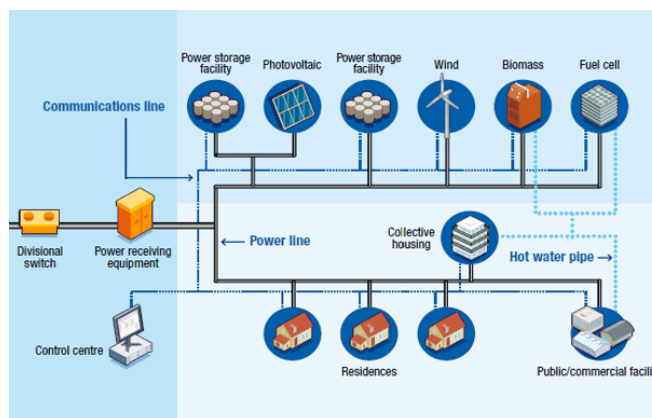 Power storage
facility
Photovoltaic
Power storage
facility
Wind
Biomass
Fuel cell
Communications line
Divisional
switch
Power receiving
equipment
Power line
Collective
housing
Hot water pipe
Control centre
Residences
Public/commercial facili